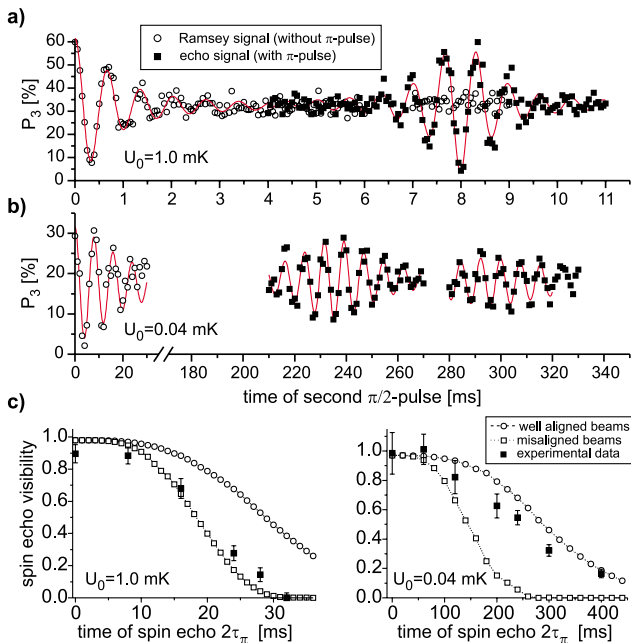 a)
Ramsey signal (without π-pulse)
echo signal (with π-pulse)
P3 [%]
60
50
40
30
20
10
0
U0=1.0 mK
0 1 2 3 4 5 6 7 8 9 10 11
b)
P3 [%]
40
30
20
10
0
U0=0.04 mK
0 20 180 200 220 240 260 280 300 320 340
time of second π/2-pulse [ms]
c)
well aligned beams
misaligned beams
experimental data
spin echo visibility
1.0
0.8
0.6
0.4
0.2
0.0
U0=1.0 mK
0 10 20 30
time of spin echo 2τπ [ms]
1.0
0.8
0.6
0.4
0.2
0.0
U0=0.04 mK
0 100 200 300 400
time of spin echo 2τπ [ms]